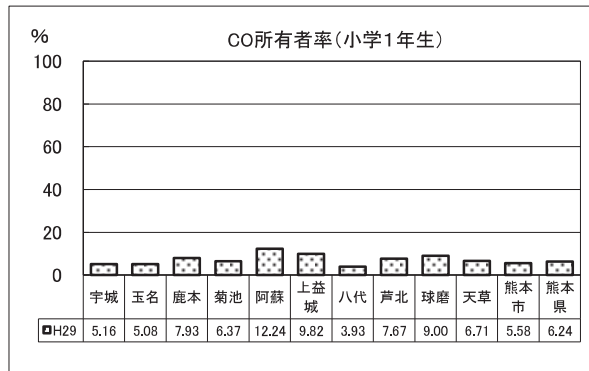 %
CO所有者率(小学1年生)
100
80
60
40
20
0
宇城 玉名 鹿本 菊池 阿蘇 上益城 八代 芦北 球磨 天草 熊本市 熊本県
H29 5.16 5.08 7.93 6.37 12.24 9.82 3.93 7.67 9.00 6.71 5.58 6.24